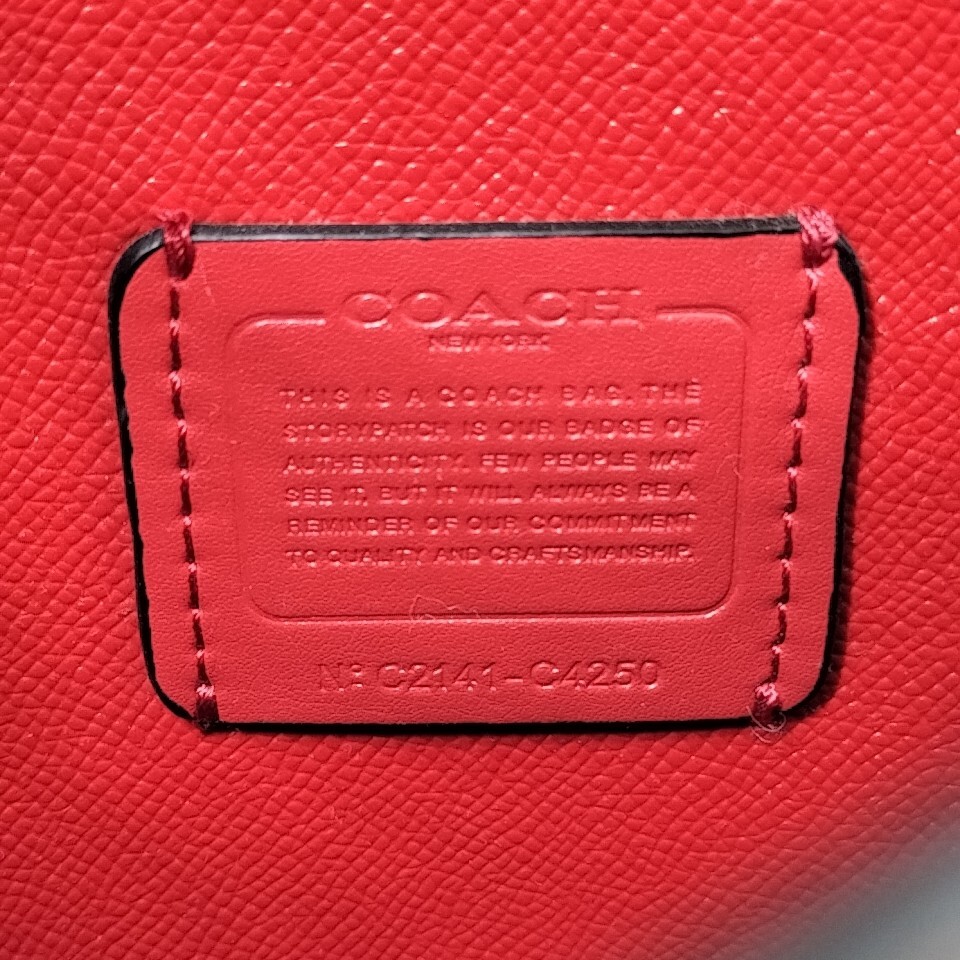 COACH
NEW YORK
THIS IS A COACH BAG. THE
STORYPATCH IS OUR BADGE OF
AUTHENTICITY. FEW PEOPLE MAY
SEE IT, BUT IT WILL ALWAYS BE A
REMINDER OF OUR COMMITMENT
TO QUALITY AND CRAFTSMANSHIP.
Nº C2141-C4250